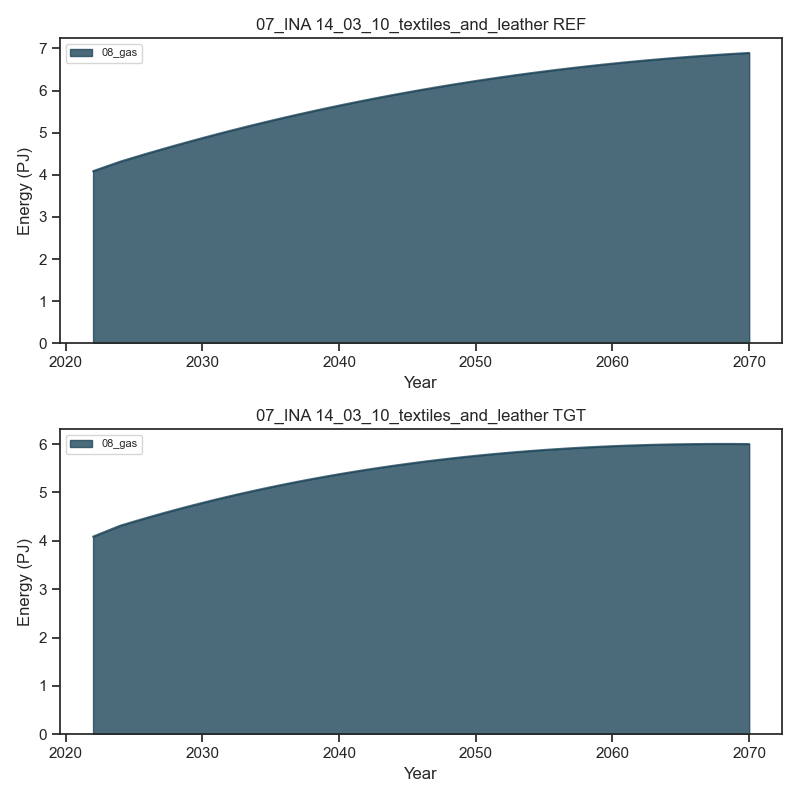 07_INA 14_03_10_textiles_and_leather REF
08_gas
7
6
5
4
3
2
1
0
Energy (PJ)
2020 2030 2040 2050 2060 2070
Year
07_INA 14_03_10_textiles_and_leather TGT
08_gas
6
5
4
3
2
1
0
Energy (PJ)
2020 2030 2040 2050 2060 2070
Year